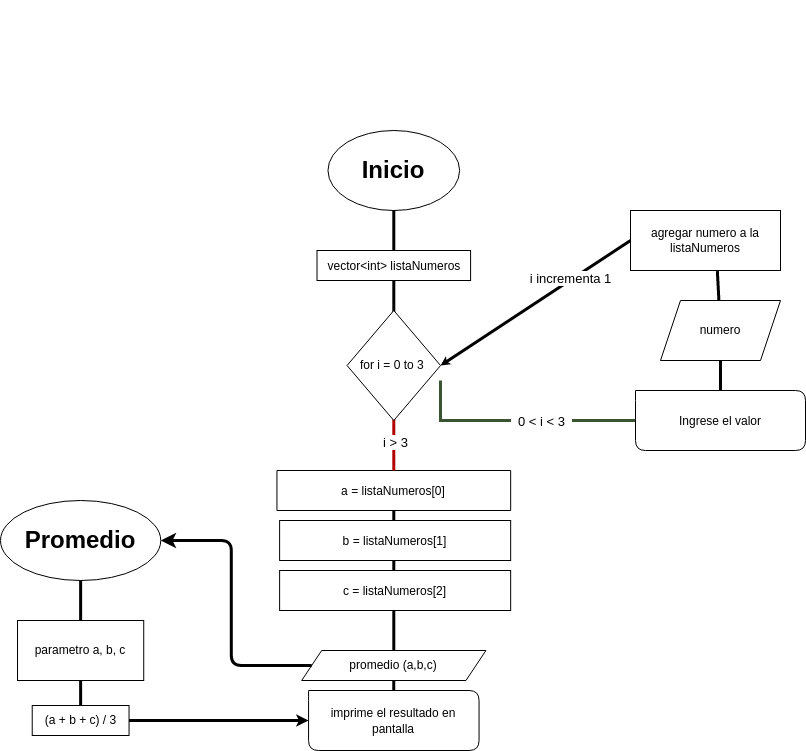 Inicio
vector<int> listaNumeros
for i = 0 to 3
agregar numero a la
listaNumeros
i incrementa 1
numero
Ingrese el valor
0 < i < 3
i > 3
a = listaNumeros[0]
b = listaNumeros[1]
c = listaNumeros[2]
promedio (a,b,c)
imprime el resultado en
pantalla
Promedio
parametro a, b, c
(a + b + c) / 3